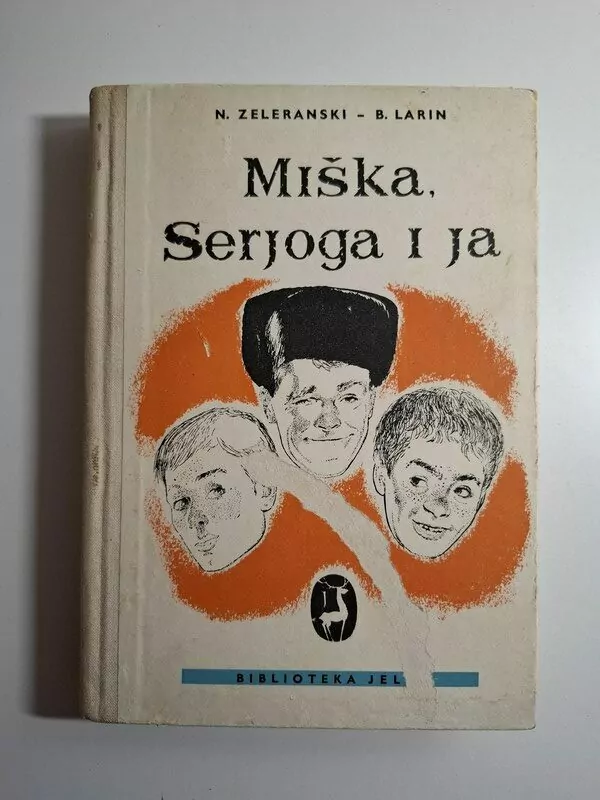 N. ZELERANSKI – B. LARIN
Miška,
Serjoga i ja
BIBLIOTEKA JEL